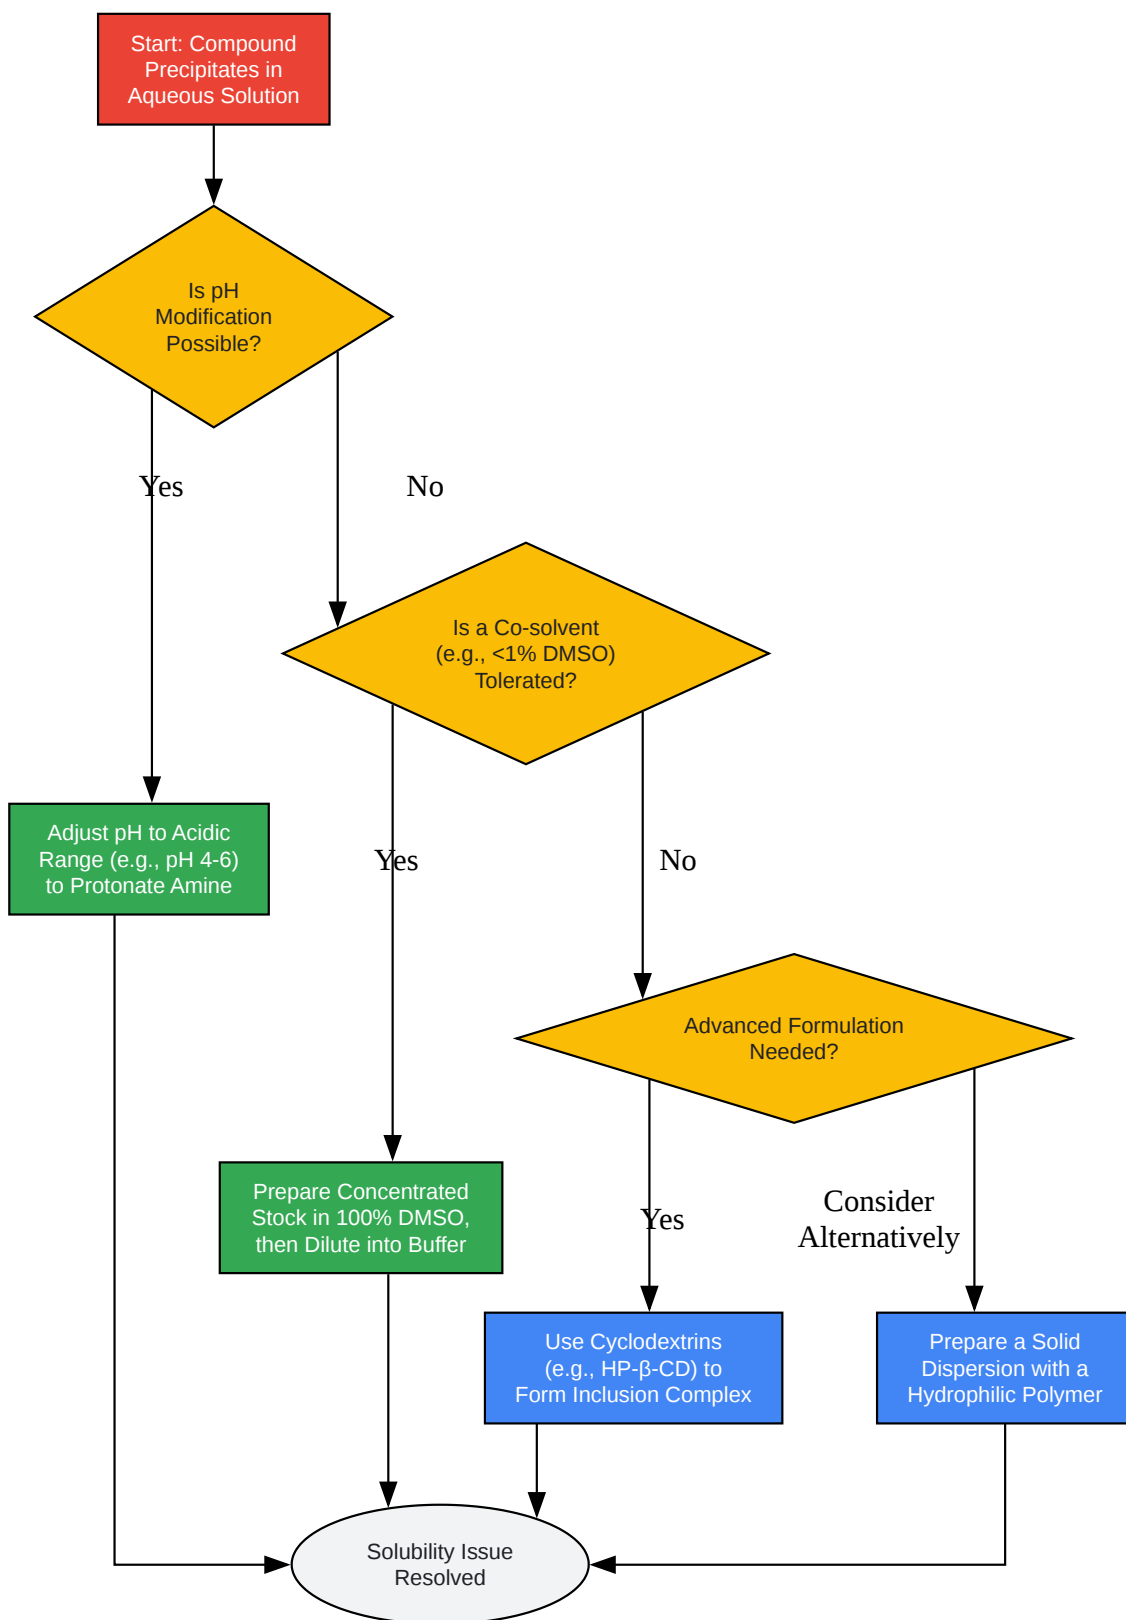 Start: Compound
Precipitates in
Aqueous Solution
Is pH
Modification
Possible?
Yes
No
Is a Co-solvent
(e.g., <1% DMSO)
Tolerated?
Adjust pH to Acidic
Range (e.g., pH 4-6)
to Protonate Amine
Yes
No
Advanced Formulation
Needed?
Prepare Concentrated
Stock in 100% DMSO,
then Dilute into Buffer
Yes
Consider
Alternatively
Use Cyclodextrins
(e.g., HP-β-CD) to
Form Inclusion Complex
Prepare a Solid
Dispersion with a
Hydrophilic Polymer
Solubility Issue
Resolved